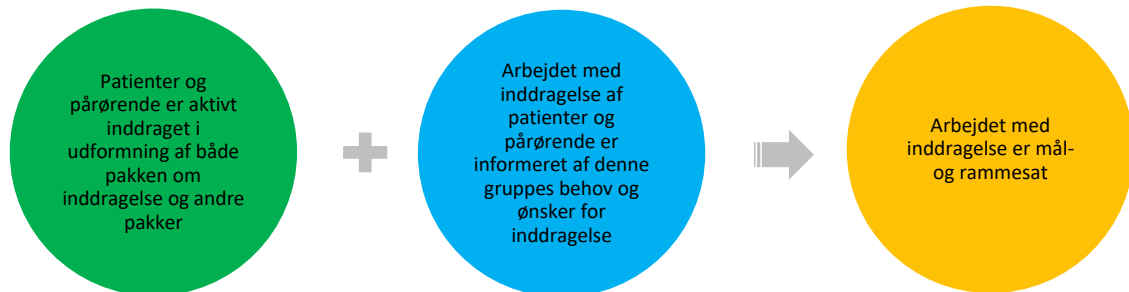 Patienter og
pårørende er aktivt
inddraget i
udformning af både
pakken om
inddragelse og andre
pakker
Arbejdet med
inddragelse af
patienter og
pårørende er
informeret af denne
gruppes behov og
ønsker for
inddragelse
Arbejdet med
inddragelse er mål-
og rammesat